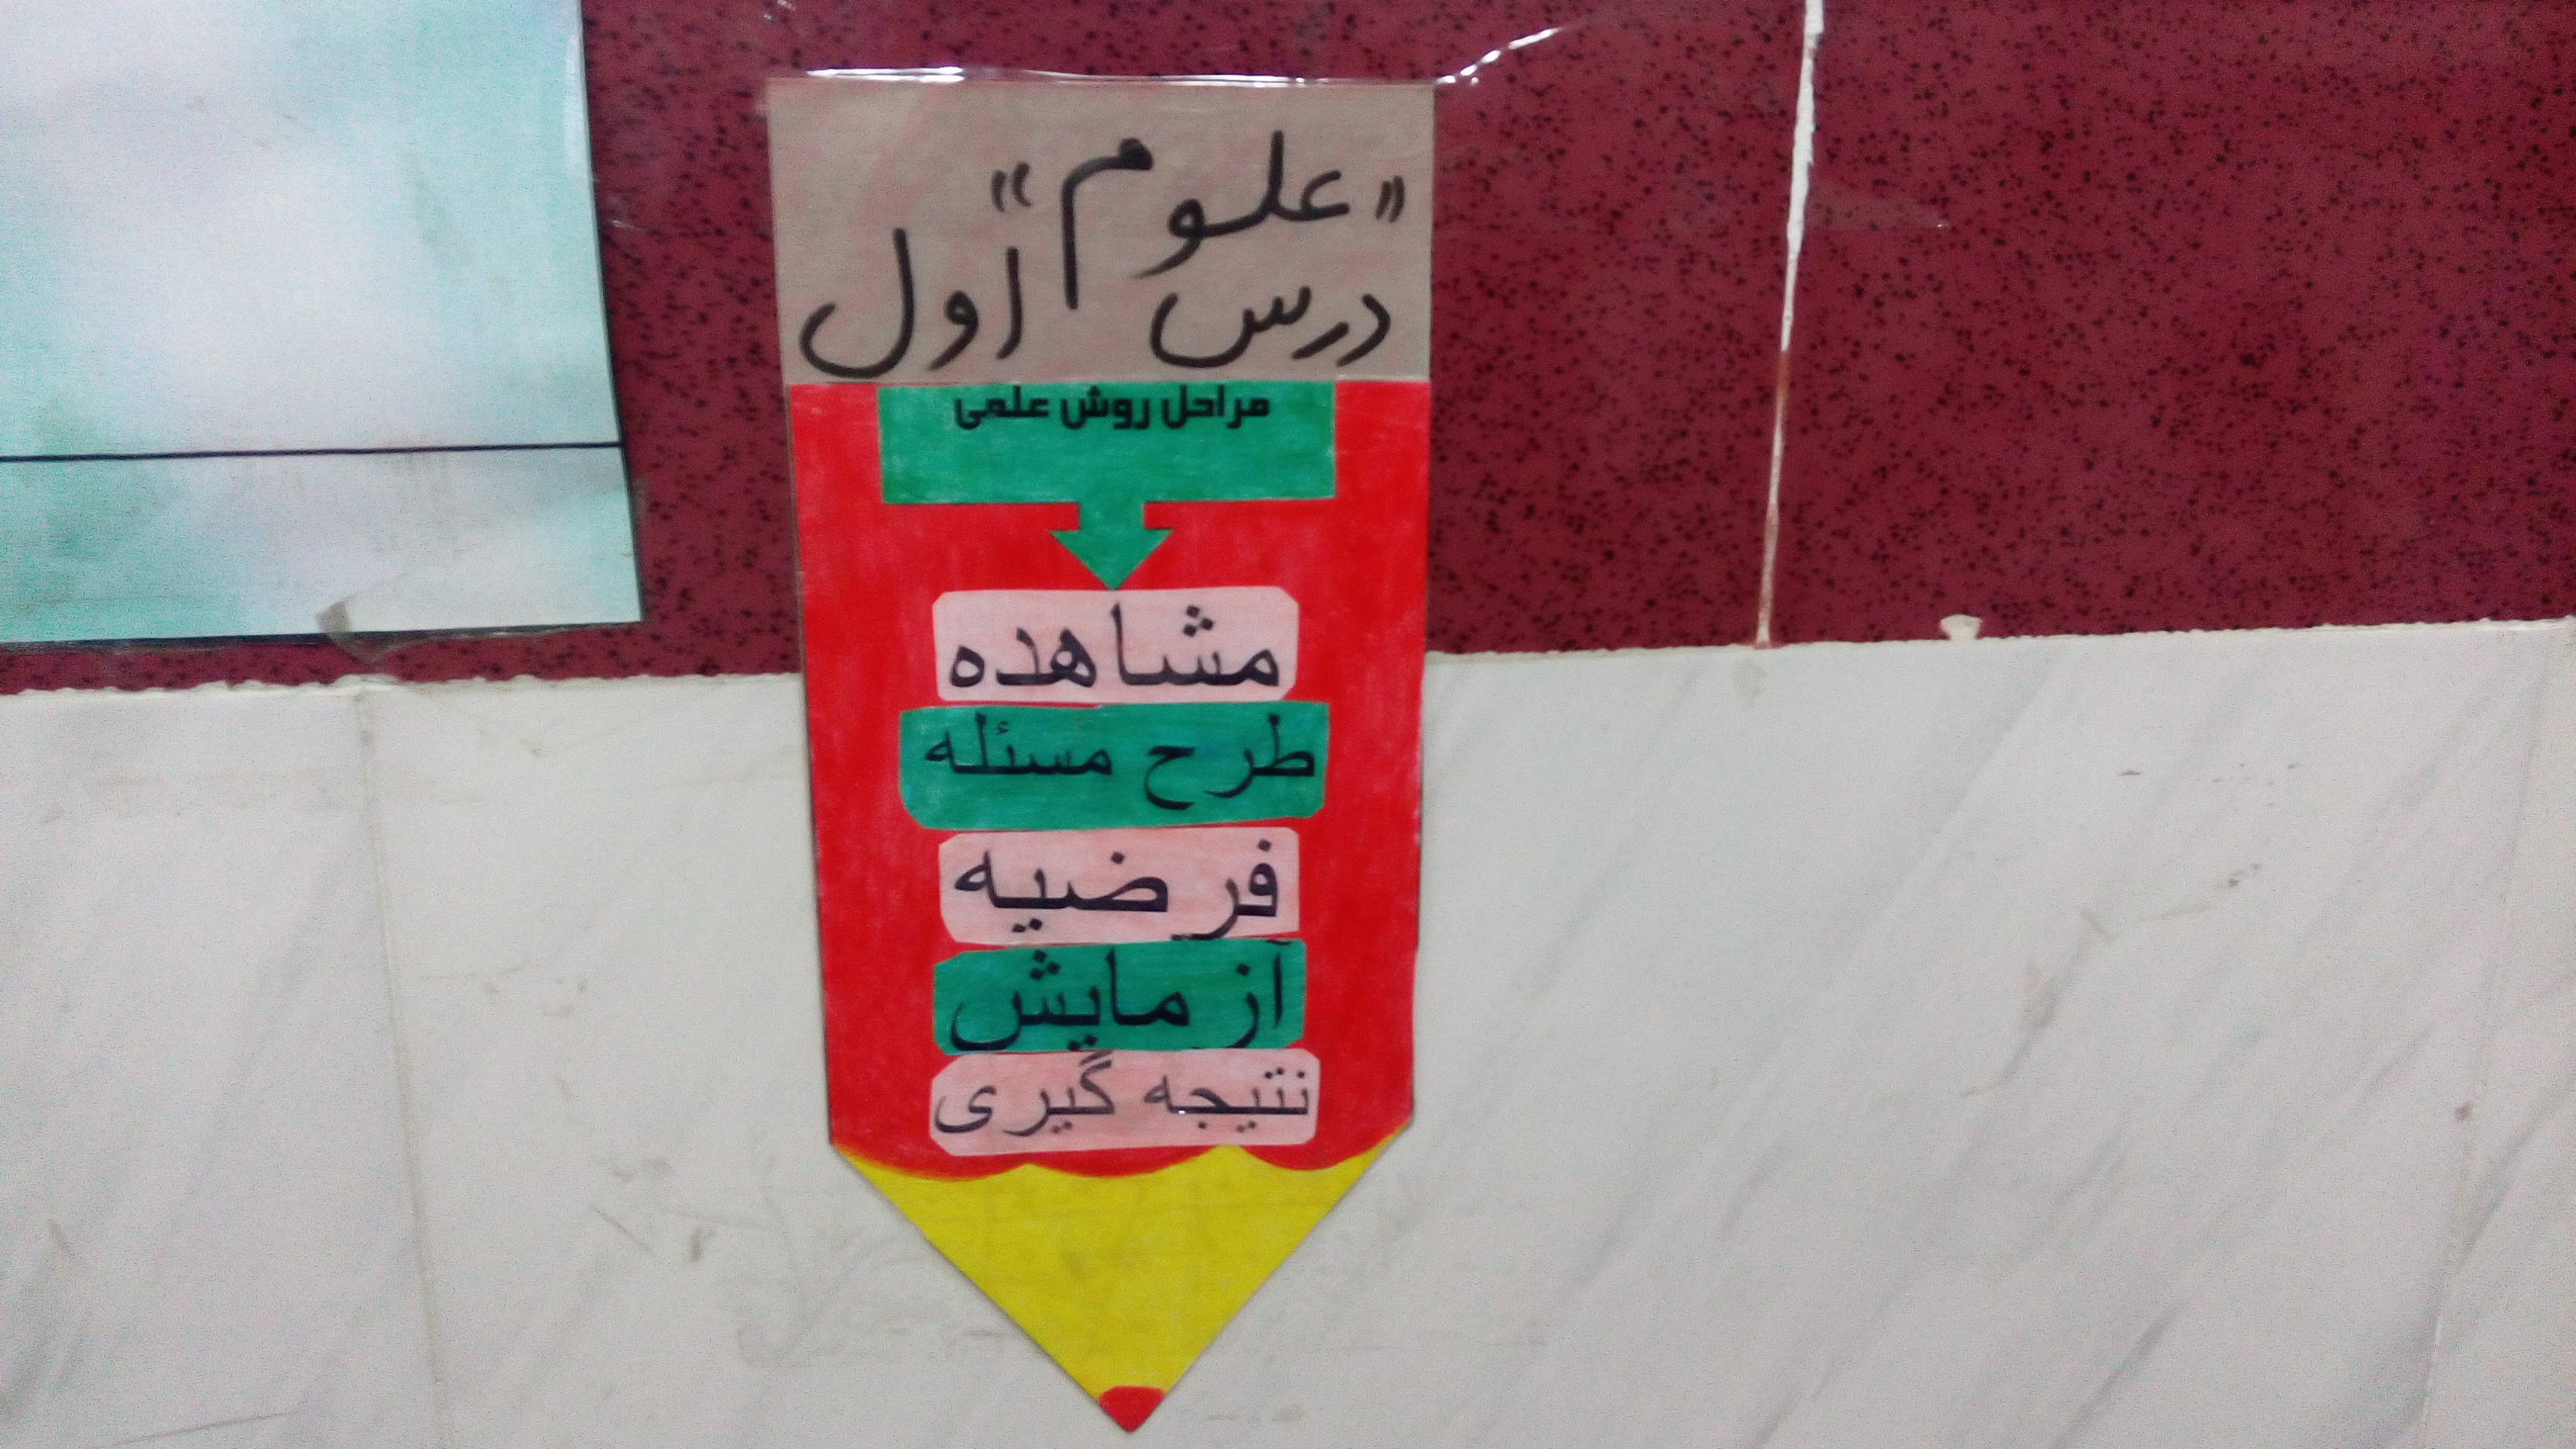 "علوم"
درس اول
مراحل روش علمی
مشاهده
طرح مسئله
فرضیه
آزمایش
نتیجه گیری